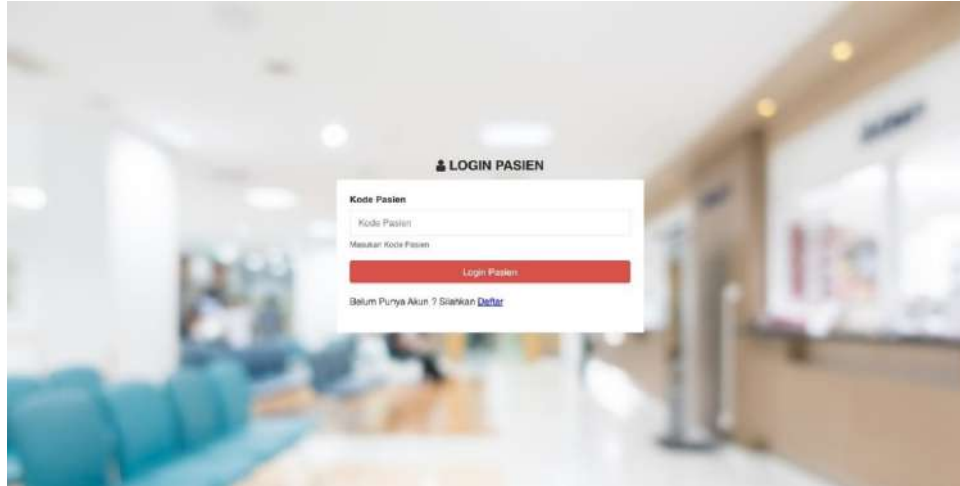 LOGIN PASIEN
Kode Pasien
Kode Pasien
Masukan Kode Pasien
Login Pasien
Belum Punya Akun ? Silahkan Daftar